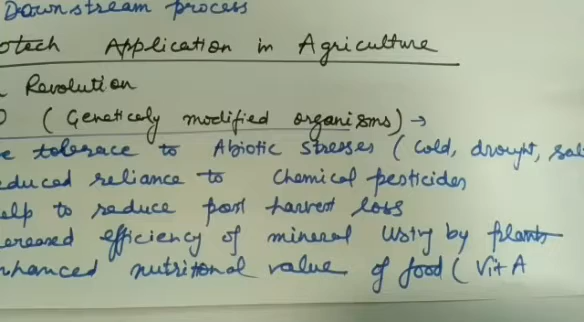 Downstream process
otech Application in Agriculture
Revolution
(Geneticaly modified organisms) →
e tolerace to Abiotic stresses (cold, drought, sal
educed reliance to Chemical pesticides
elp to reduce post harvest loss
creased efficiency of mineral using by plants
nhanced nutritional value of food (Vit A